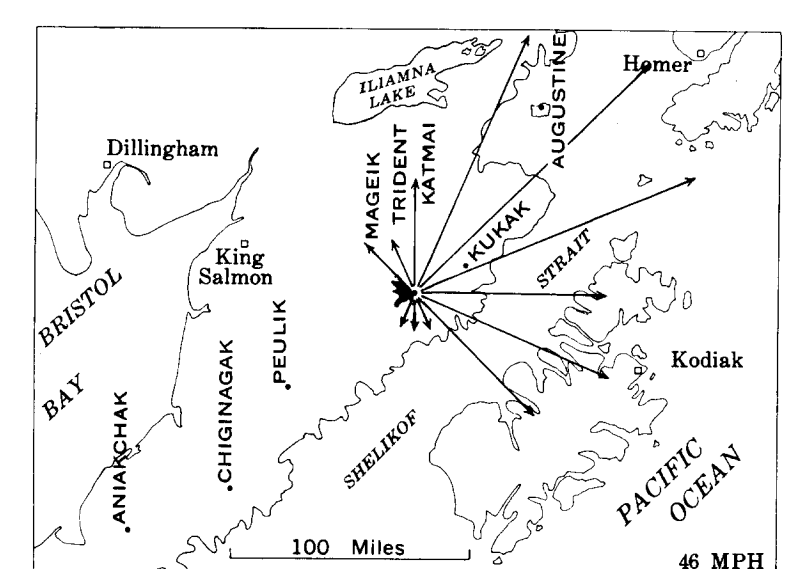 ILIAMNA
LAKE
AUGUSTINE
Homer
Dillingham
MAGEIK
TRIDENT
KATMAI
KUKAK
King
Salmon
STRAIT
BRISTOL
BAY
PEULIK
CHIGINAGAK
ANIAKCHAK
Kodiak
SHELIKOF
PACIFIC
OCEAN
100 Miles
46 MPH